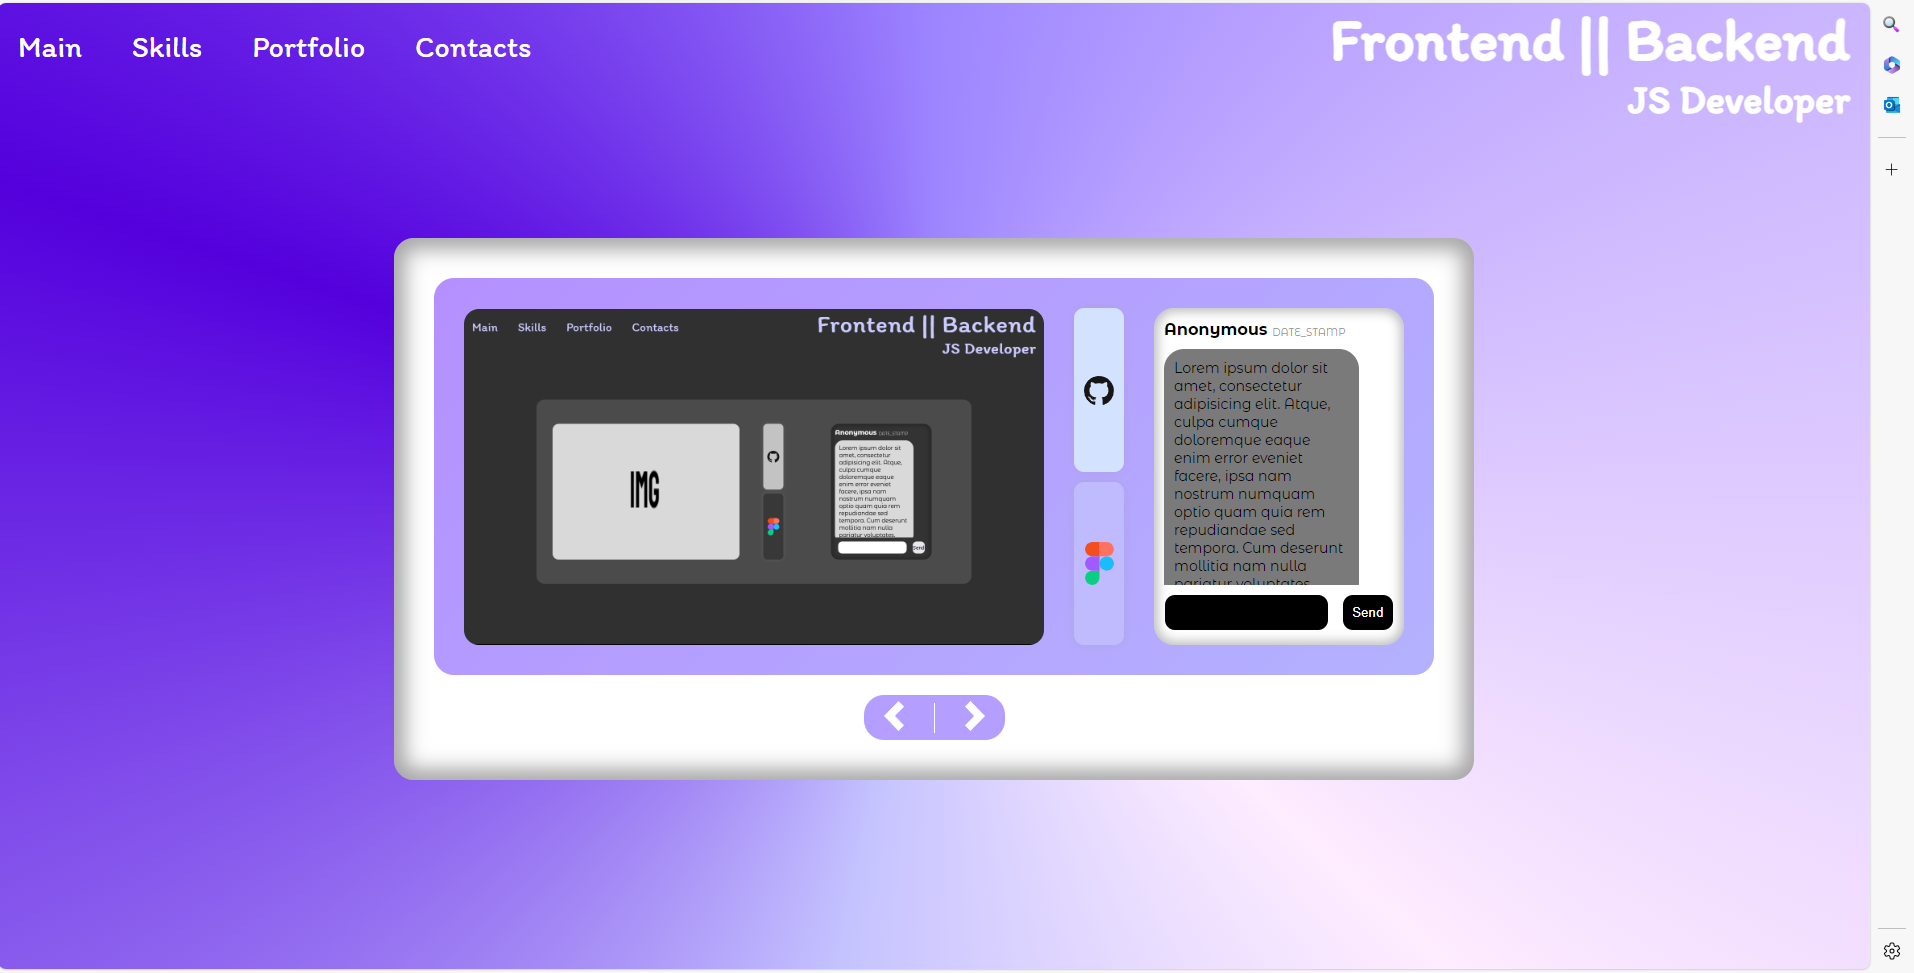 Main Skills Portfolio Contacts
Frontend || Backend
JS Developer
Main Skills Portfolio Contacts
Frontend || Backend
JS Developer
IMG
Anonymous DATE_STAMP
Lorem ipsum dolor sit
amet, consectetur
adipisicing elit. Atque,
culpa cumque
doloremque eaque
enim error eveniet
facere, ipsa nam
nostrum numquam
optio quam quia rem
repudiandae sed
tempora. Cum deserunt
mollitia nam nulla
pariatur voluptates.
Send
Anonymous DATE_STAMP
Lorem ipsum dolor sit
amet, consectetur
adipisicing elit. Atque,
culpa cumque
doloremque eaque
enim error eveniet
facere, ipsa nam
nostrum numquam
optio quam quia rem
repudiandae sed
tempora. Cum deserunt
mollitia nam nulla
pariatur voluptates
Send